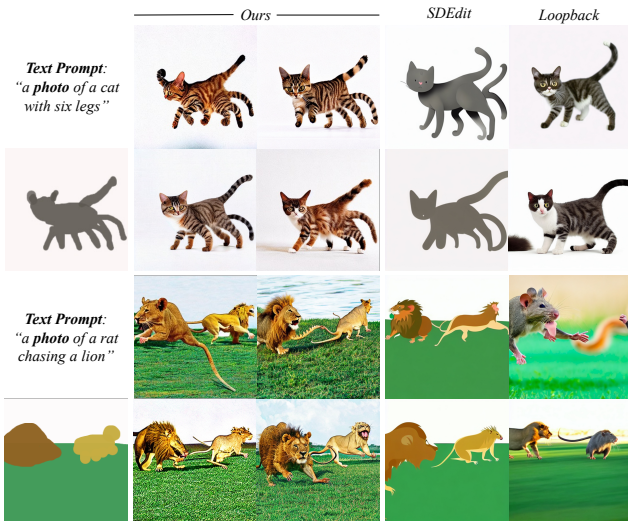 Ours SDEdit Loopback
Text Prompt:
“a photo of a cat
with six legs”
Text Prompt:
“a photo of a rat
chasing a lion”